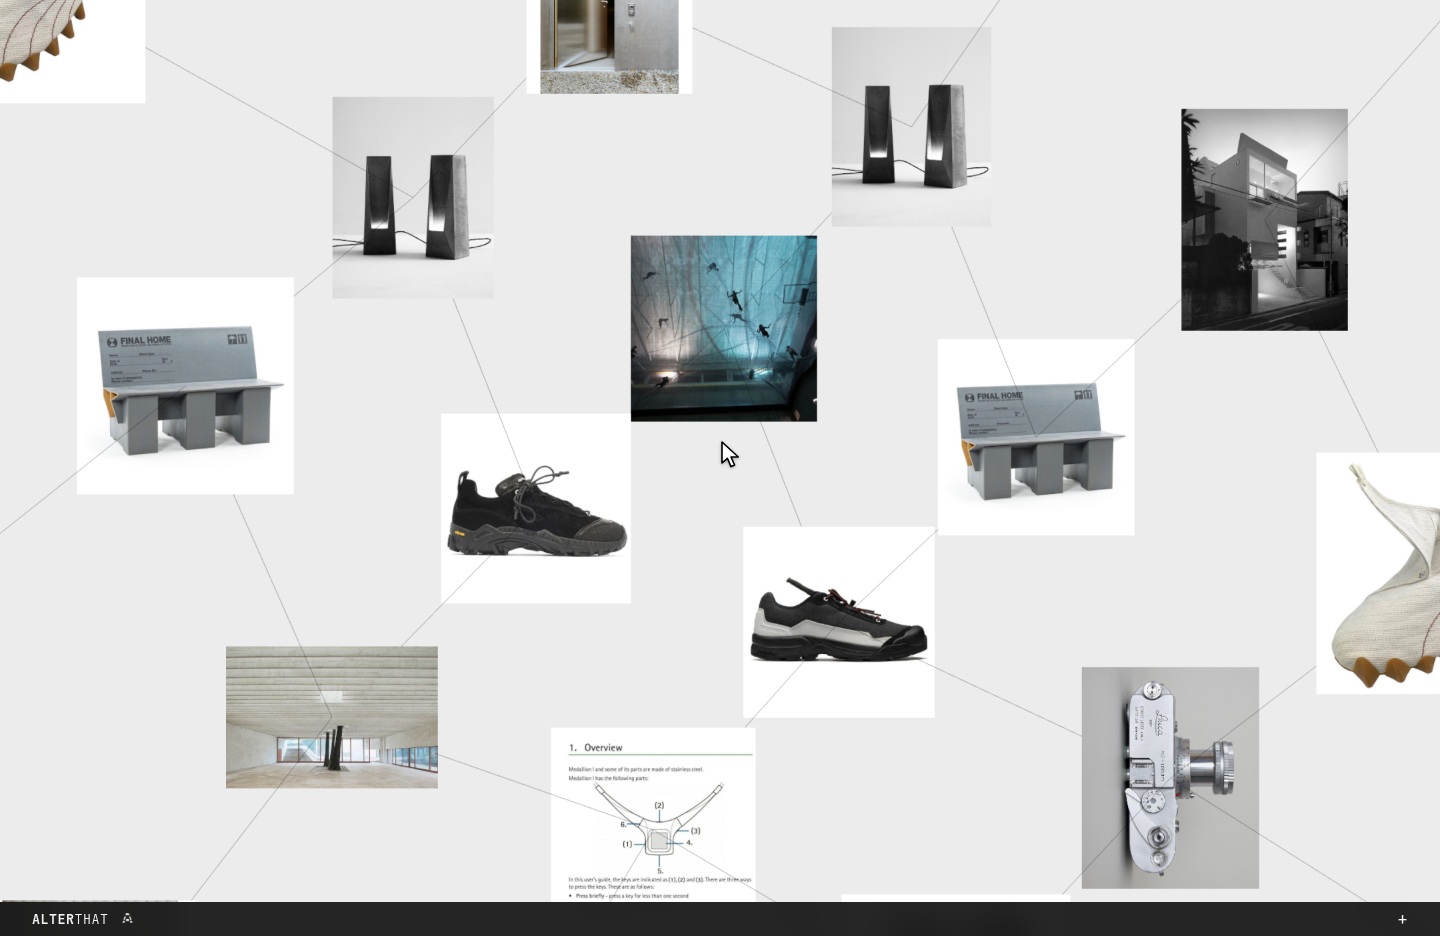 FINAL HOME
FINAL HOME
Leica
1. Overview
Medallion I and some of its parts are made of stainless steel.
Medallion I has the following parts:
(2)
6.
(3)
(1)
4.
5.
In this user's guide, the keys are indicated as (1), (2) and (3). There are three ways
to press the keys. These are as follows:
• Press briefly - press a key for less than one second
ALTERTHAT
+